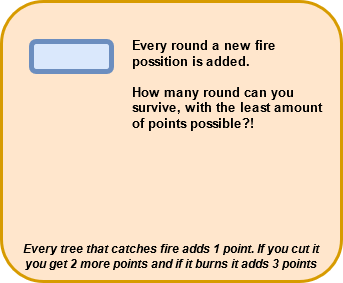 Every round a new fire
possition is added.
How many round can you
survive, with the least amount
of points possible?!
Every tree that catches fire adds 1 point. If you cut it
you get 2 more points and if it burns it adds 3 points